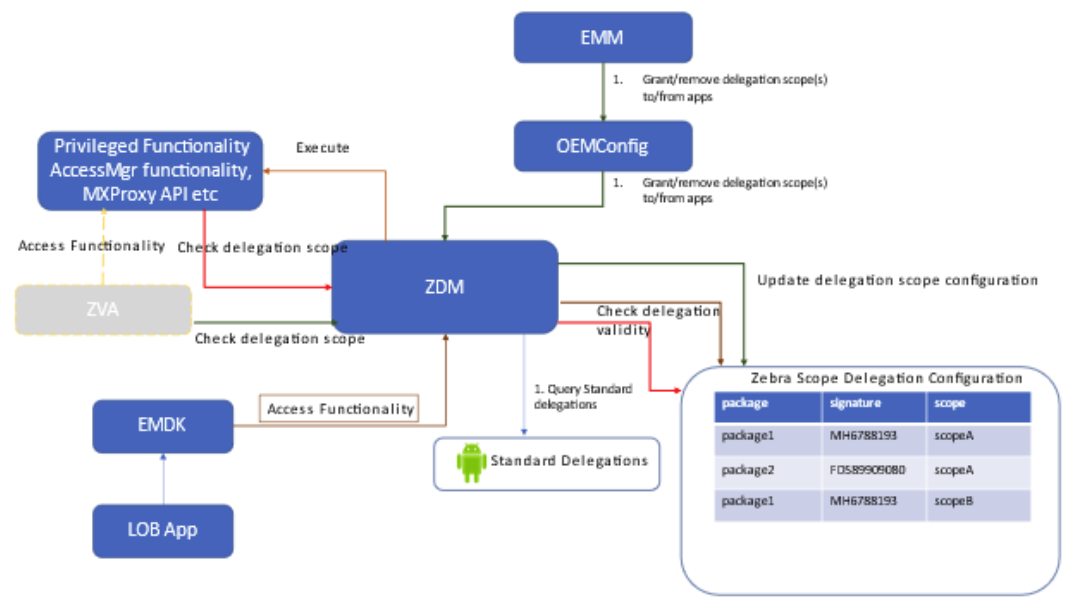 EMM
1. Grant/remove delegation scope(s)
to/from apps
OEMConfig
1. Grant/remove delegation scope(s)
to/from apps
Privileged Functionality
AccessMgr functionality,
MXProxy API etc
Execute
Access Functionality
Check delegation scope
ZDM
ZVA
Check delegation scope
Update delegation scope configuration
Check delegation
validity
1. Query Standard
delegations
Access Functionality
EMDK
LOB App
Standard Delegations
Zebra Scope Delegation Configuration
package signature scope
package1 MH6788193 scopeA
package2 FD589909080 scopeA
package1 MH6788193 scopeB